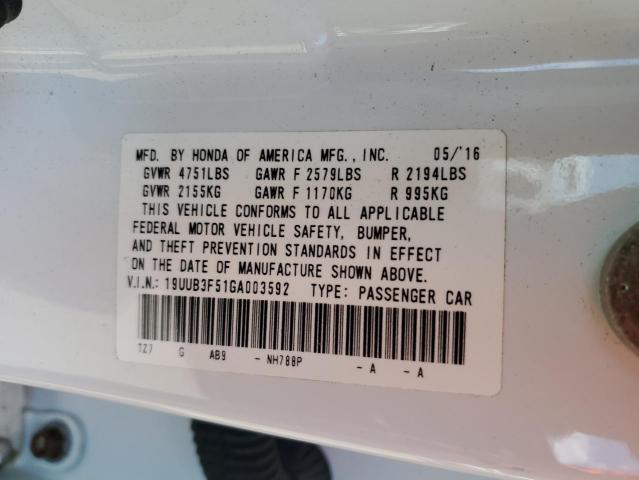 MFD. BY HONDA OF AMERICA MFG., INC. 05/'16
GVWR 4751LBS GAWR F 2579LBS R 2194LBS
GVWR 2155KG GAWR F 1170KG R 995KG
THIS VEHICLE CONFORMS TO ALL APPLICABLE
FEDERAL MOTOR VEHICLE SAFETY, BUMPER,
AND THEFT PREVENTION STANDARDS IN EFFECT
ON THE DATE OF MANUFACTURE SHOWN ABOVE.
V.I.N.: 19UUB3F51GA003592 TYPE: PASSENGER CAR
TZ7 G AB9 - NH788P - A - A